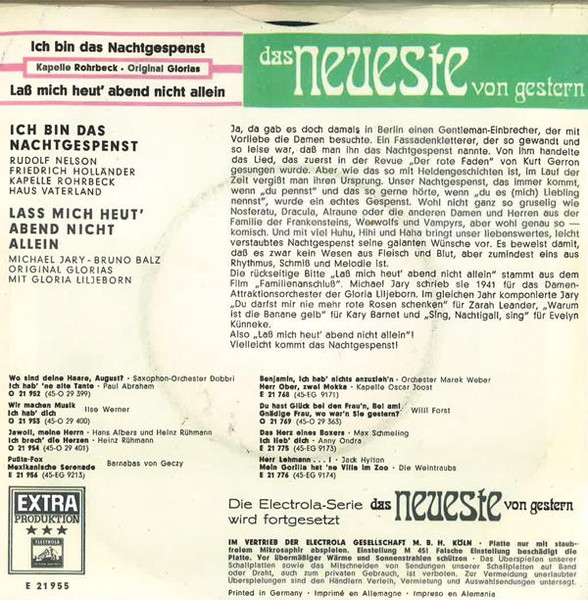 Ich bin das Nachtgespenst
Kapelle Rohrbeck · Original Glorias
Laß mich heut' abend nicht allein
das NEUESTE von gestern
ICH BIN DAS
NACHTGESPENST
RUDOLF NELSON
FRIEDRICH HOLLÄNDER
KAPELLE ROHRBECK
HAUS VATERLAND
LASS MICH HEUT'
ABEND NICHT
ALLEIN
MICHAEL JARY - BRUNO BALZ
ORIGINAL GLORIAS
MIT GLORIA LILJEBORN
Ja, da gab es doch damals in Berlin einen Gentleman-Einbrecher, der mit
Vorliebe die Damen besuchte. Ein Fassadenkletterer, der so gewandt und
so leise war, daß man ihn das Nachtgespenst nannte. Von ihm handelte
das Lied, das zuerst in der Revue „Der rote Faden" von Kurt Gerron
gesungen wurde. Aber wie das so mit Heldengeschichten ist, im Lauf der
Zeit vergißt man ihren Ursprung. Unser Nachtgespenst, das immer kommt,
wenn „du pennst" und das so gerne hörte, wenn „du es (mich) Liebling
nennst", wurde ein echtes Gespenst. Wohl nicht ganz so gruselig wie
Nosferatu, Dracula, Alraune oder die anderen Damen und Herren aus der
Familie der Frankensteins, Werwolfs und Vampyrs, aber wohl genau so —
komisch. Und mit viel Huhu, Hihi und Haha bringt unser liebenswertes, leicht
verstaubtes Nachtgespenst seine galanten Wünsche vor. Es beweist damit,
daß es zwar kein Wesen aus Fleisch und Blut, aber zumindest eins aus
Rhythmus, Schmiß und Melodie ist.
Die rückseitige Bitte „Laß mich heut' abend nicht allein" stammt aus dem
Film „Familienanschluß". Michael Jary schrieb sie 1941 für das Damen-
Attraktionsorchester der Gloria Liljeborn. Im gleichen Jahr komponierte Jary
„Du darfst mir nie mehr rote Rosen schenken" für Zarah Leander, „Warum
ist die Banane gelb" für Kary Barnet und „Sing, Nachtigall, sing" für Evelyn
Künneke.
Also „Laß mich heut' abend nicht allein"!
Vielleicht kommt das Nachtgespenst!
Wo sind deine Haare, August? · Saxophon-Orchester Dobbri
Ich hab' 'ne alte Tante · Paul Abraham
O 21 952 (45-O 29 399)
Wir machen Musik
Ich hab' dich
Ilse Werner
O 21 953 (45-O 29 400)
Jawoll, meine Herrn · Hans Albers und Heinz Rühmann
Ich brech' die Herzen · Heinz Rühmann
O 21 954 (45-O 29 401)
Pußta-Fox
Mexikanische Serenade
Barnabas von Geczy
E 21 956 (45-EG 9213)
Benjamin, ich hab' nichts anzuzieh'n · Orchester Marek Weber
Herr Ober, zwei Mokka · Kapelle Oscar Joost
E 21 768 (45-EG 9171)
Du hast Glück bei den Frau'n, Bel ami
Gnädige Frau, wo war'n Sie gestern?
Willi Forst
O 21 769 (45-O 29 363)
Das Herz eines Boxers · Max Schmeling
Ich lieb' dich · Anny Ondra
E 21 775 (45-EG 9173)
Herr Lehmann . . . ! · Jack Hylton
Mein Gorilla hat 'ne Villa im Zoo · Die Weintraubs
E 21 776 (45-EG 9174)
EXTRA
PRODUKTION
ELECTROLA
E 21955
Die Electrola-Serie das NEUESTE von gestern
wird fortgesetzt
IM VERTRIEB DER ELECTROLA GESELLSCHAFT M. B. H. KÖLN · Platte nur mit staub-
freiem Mikrosaphir abspielen. Einstellung M 45! Falsche Einstellung beschädigt die
Platte. Vor übermäßiger Wärme und Sonnenstrahlen schützen · Das Überspielen unserer
Schallplatten sowie das Mitschneiden von Sendungen unserer Schallplatten auf Band
oder Draht, auch zum privaten Gebrauch, ist verboten. Zur Vermeidung unerlaubter
Überspielungen sind den Händlern Verleih, Vermietung und Auswahlsendungen untersagt.
Printed in Germany · Imprimé en Allemagne · Impreso en Alemania